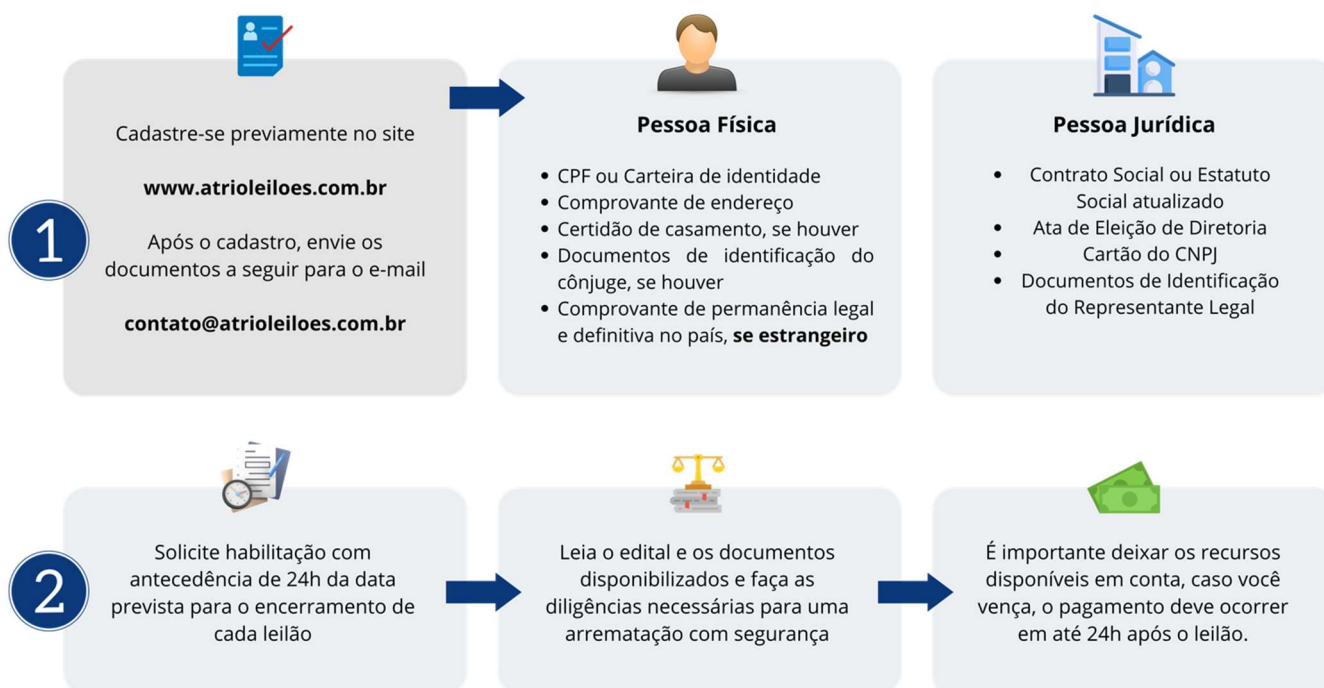 1
Cadastre-se previamente no site
www.atrioleiloes.com.br
Após o cadastro, envie os
documentos a seguir para o e-mail
contato@atrioleiloes.com.br
Pessoa Física
• CPF ou Carteira de identidade
• Comprovante de endereço
• Certidão de casamento, se houver
• Documentos de identificação do
cônjuge, se houver
• Comprovante de permanência legal
e definitiva no país, se estrangeiro
Pessoa Jurídica
• Contrato Social ou Estatuto
Social atualizado
• Ata de Eleição de Diretoria
• Cartão do CNPJ
• Documentos de Identificação
do Representante Legal
2
Solicite habilitação com
antecedência de 24h da data
prevista para o encerramento de
cada leilão
Leia o edital e os documentos
disponibilizados e faça as
diligências necessárias para uma
arrematação com segurança
É importante deixar os recursos
disponíveis em conta, caso você
vença, o pagamento deve ocorrer
em até 24h após o leilão.